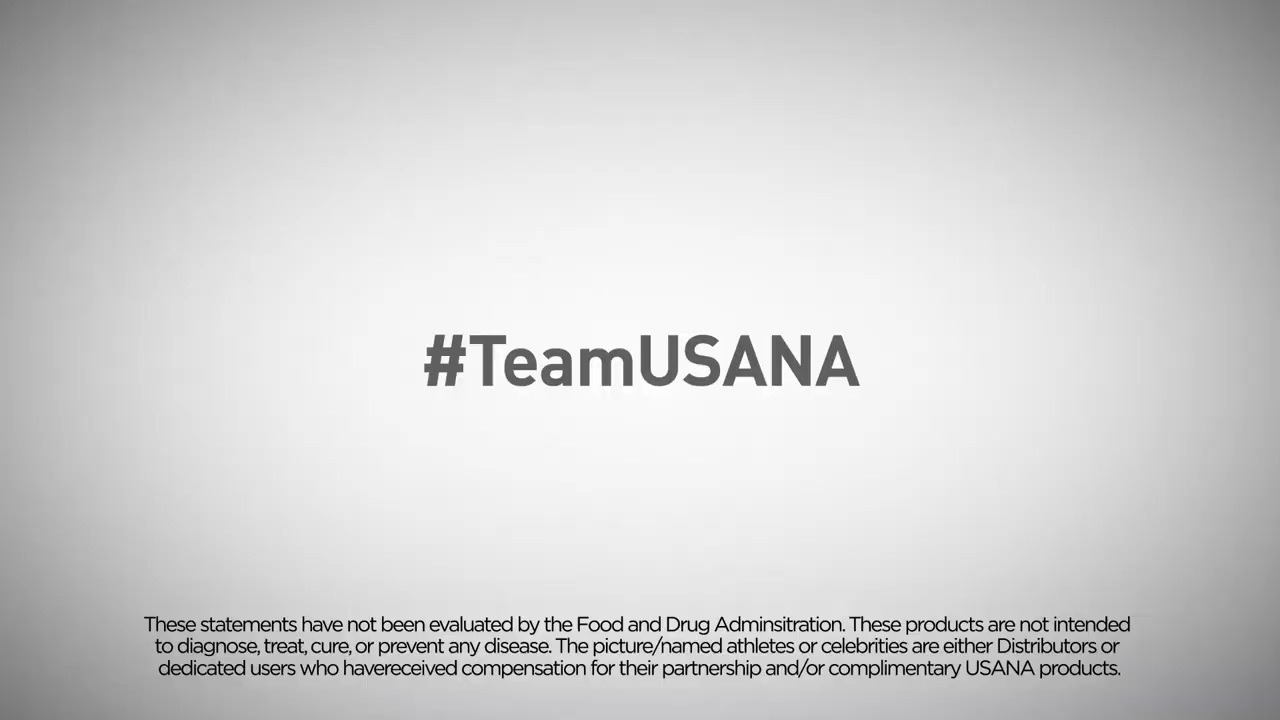 #TeamUSANA
These statements have not been evaluated by the Food and Drug Adminsitration. These products are not intended
to diagnose, treat, cure, or prevent any disease. The picture/named athletes or celebrities are either Distributors or
dedicated users who havereceived compensation for their partnership and/or complimentary USANA products.